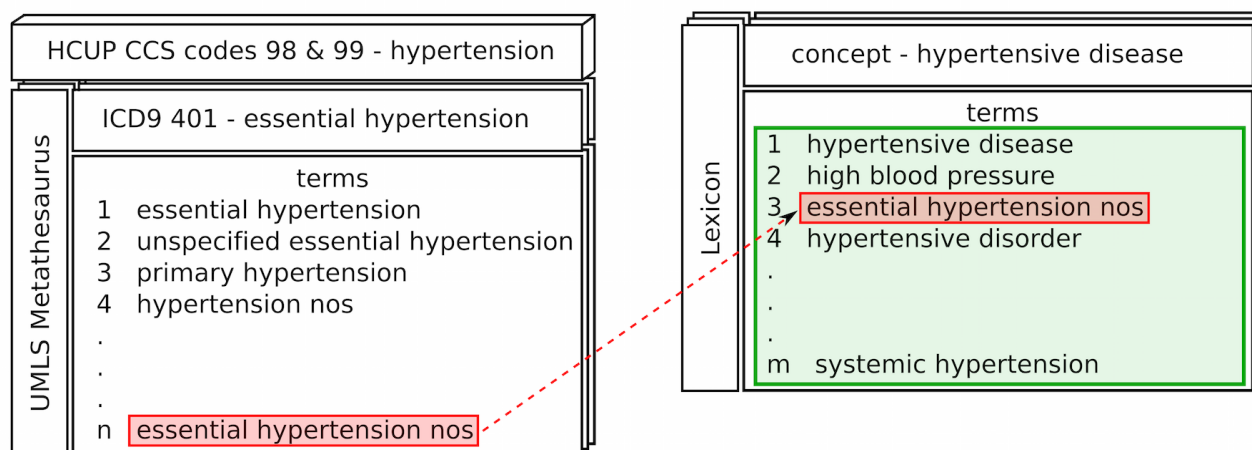 HCUP CCS codes 98 & 99 - hypertension
UMLS Metathesaurus
ICD9 401 - essential hypertension
terms
1 essential hypertension
2 unspecified essential hypertension
3 primary hypertension
4 hypertension nos
.
.
.
n essential hypertension nos
Lexicon
concept - hypertensive disease
terms
1 hypertensive disease
2 high blood pressure
3 essential hypertension nos
4 hypertensive disorder
.
.
.
m systemic hypertension